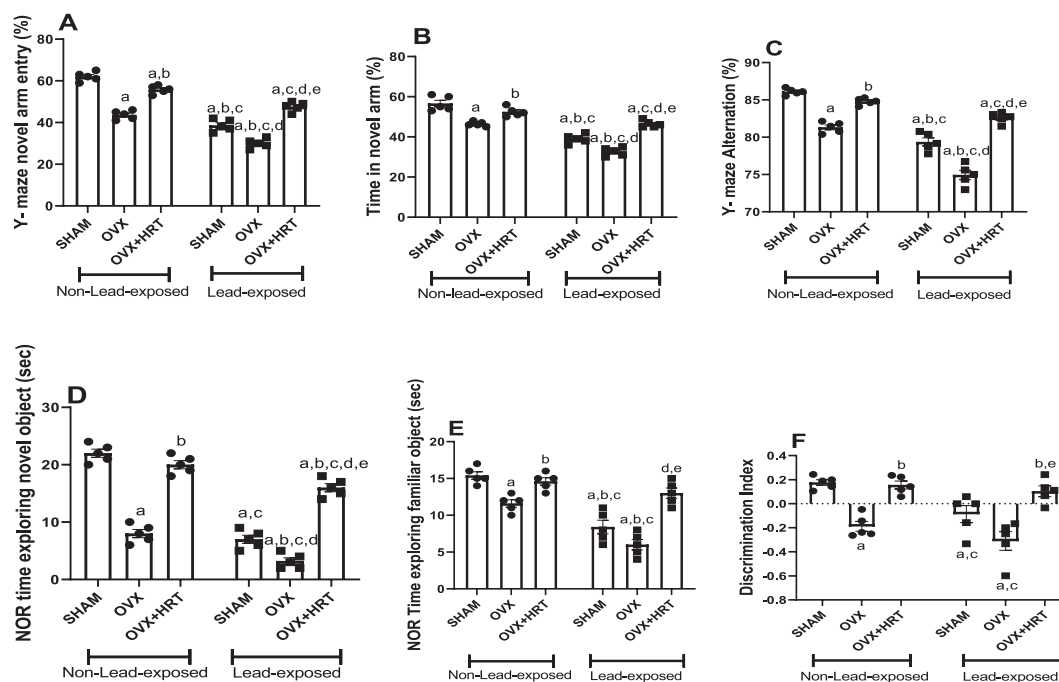 A
Y- maze novel arm entry (%)
80
60
40
20
0
a
a,b
a,b,c
a,b,c,d
a,c,d,e
SHAM
OVX
OVX+HRT
SHAM
OVX
OVX+HRT
Non-Lead-exposed
Lead-exposed
B
Time in novel arm (%)
80
60
40
20
0
a
b
a,b,c
a,b,c,d
a,c,d,e
SHAM
OVX
OVX+HRT
SHAM
OVX
OVX+HRT
Non-lead-exposed
Lead-exposed
C
Y- maze Alternation (%)
90
85
80
75
70
a
b
a,b,c
a,b,c,d
a,c,d,e
SHAM
OVX
OVX+HRT
SHAM
OVX
OVX+HRT
Non-Lead-exposed
Lead-exposed
D
NOR time exploring novel object (sec)
30
20
10
0
a
b
a,c
a,b,c,d
a,b,c,d,e
SHAM
OVX
OVX+HRT
SHAM
OVX
OVX+HRT
Non-Lead-exposed
Lead-exposed
E
NOR Time exploring familiar object (sec)
20
15
10
5
0
a
b
a,b,c
a,b,c
d,e
SHAM
OVX
OVX+HRT
SHAM
OVX
OVX+HRT
Non-Lead-exposed
Lead-exposed
F
Discrimination Index
0.4
0.2
0.0
-0.2
-0.4
-0.6
-0.8
a
b
a,c
a,c
b,e
SHAM
OVX
OVX+HRT
SHAM
OVX
OVX+HRT
Non-Lead-exposed
Lead-exposed